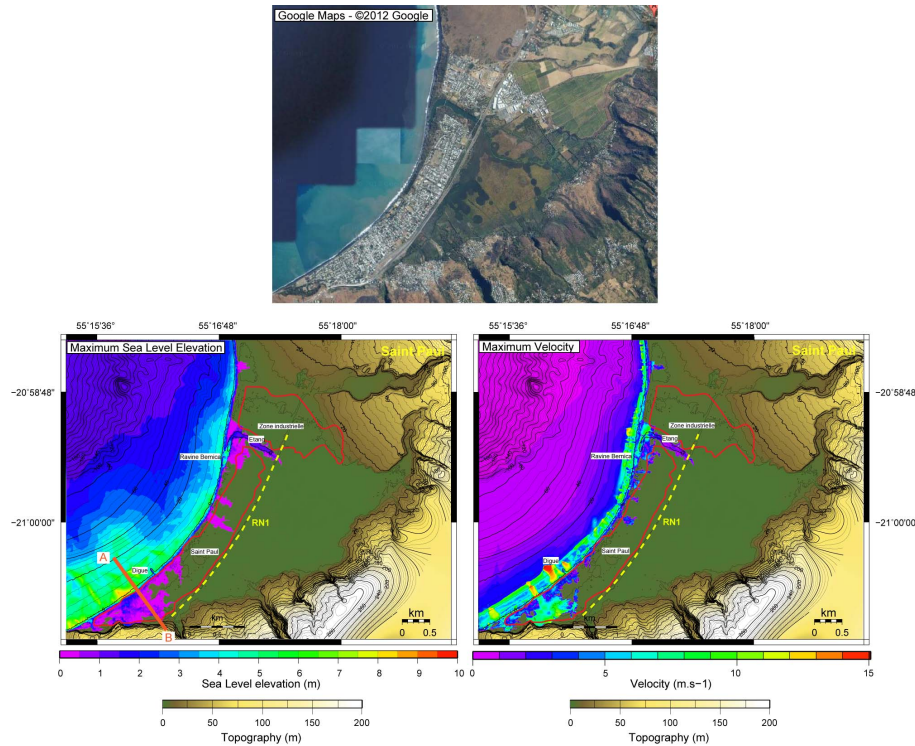 Google Maps - ©2012 Google
55˚15'36" 55˚16'48" 55˚18'00" 55˚15'36" 55˚16'48" 55˚18'00"
Maximum Sea Level Elevation Saint Paul Maximum Velocity Saint Paul
−20˚58'48" −20˚58'48"
Zone industrielle Zone industrielle
Etang Etang
Ravine Bernica Ravine Bernica
−21˚00'00" RN1 RN1 −21˚00'00"
Saint Paul Saint Paul
A Digue Digue
km km
0 0.5 0 0.5
B
0 1 2 3 4 5 6 7 8 9 10 0 5 10 15
Sea Level elevation (m) Velocity (m.s−1)
0 50 100 150 200 0 50 100 150 200
Topography (m) Topography (m)